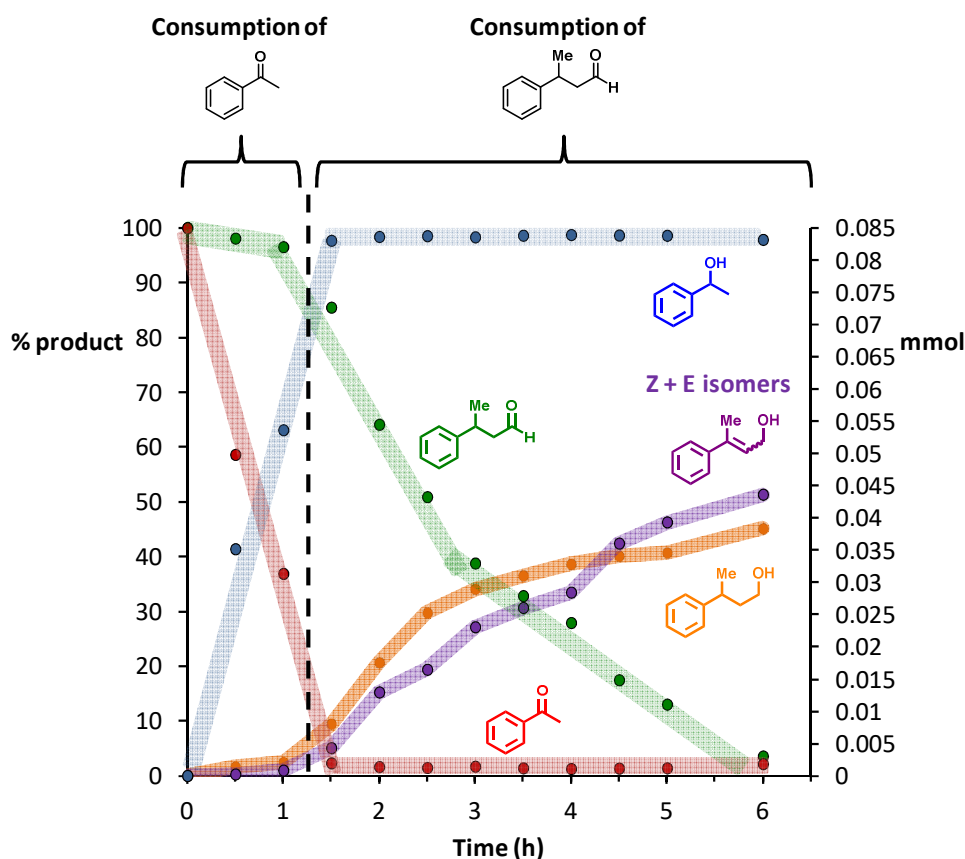 Consumption of
Consumption of
O
Me
O
H
100
90
80
70
60
50
40
30
20
10
0
% product
0.085
0.08
0.075
0.07
0.065
0.06
0.055
0.05
0.045
0.04
0.035
0.03
0.025
0.02
0.015
0.01
0.005
0
mmol
OH
Z + E isomers
Me
OH
Me
O
H
Me
OH
O
0
1
2
3
4
5
6
Time (h)